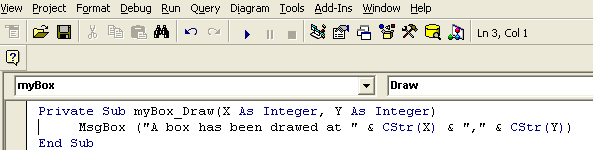 View Project Format Debug Run Query Diagram Tools Add-Ins Window Help
Ln 3, Col 1
myBox Draw
Private Sub myBox_Draw(X As Integer, Y As Integer)
MsgBox ("A box has been drawed at " & CStr(X) & "," & CStr(Y))
End Sub